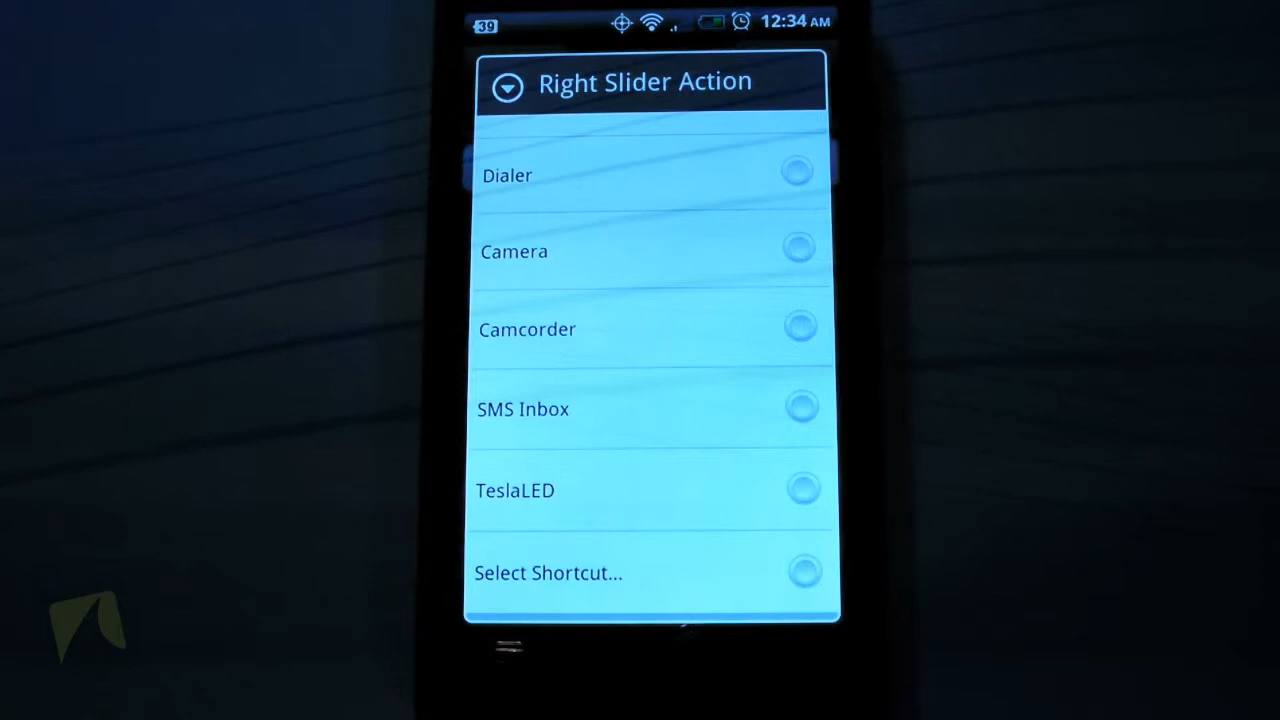 39
12:34 AM
Right Slider Action
Dialer
Camera
Camcorder
SMS Inbox
TeslaLED
Select Shortcut...